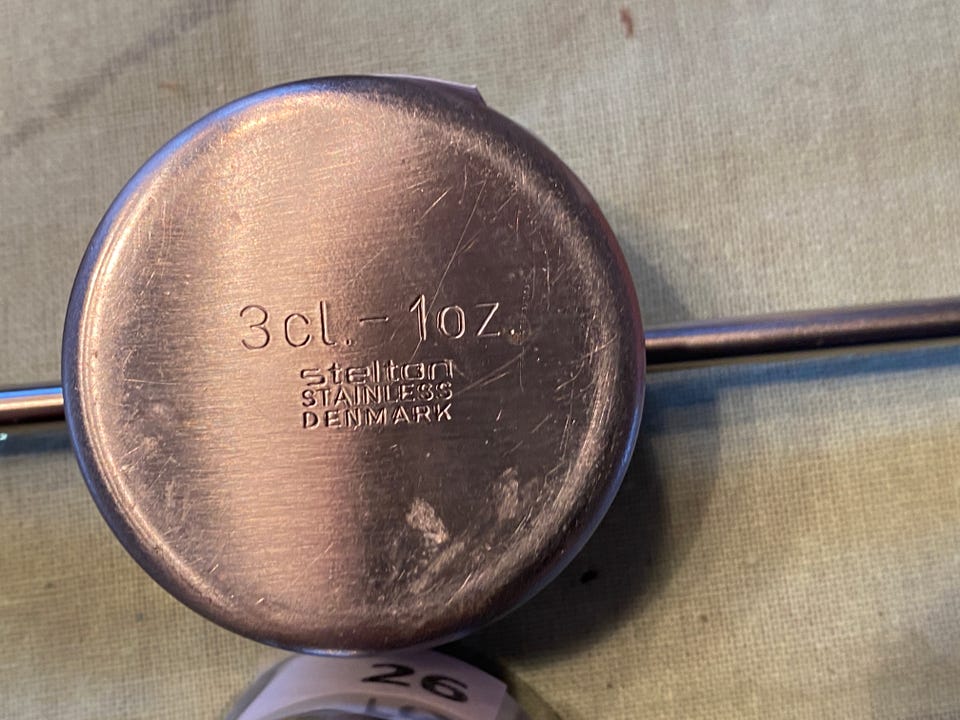 3cl. - 1oz.
stelton
STAINLESS
DENMARK
26